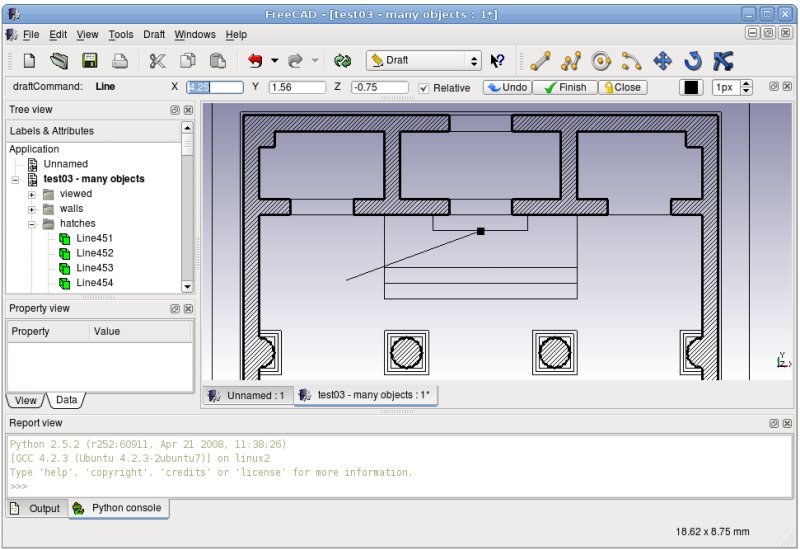 FreeCAD - [test03 - many objects : 1*]
File Edit View Tools Draft Windows Help
Draft
draftCommand: Line X 4.25 Y 1.56 Z -0.75 Relative Undo Finish Close 1px
Tree view
Labels & Attributes
Application
Unnamed
test03 - many objects
viewed
walls
hatches
Line451
Line452
Line453
Line454
Property view
Property Value
View Data
Y
Z X
Unnamed : 1 test03 - many objects : 1*
Report view
Python 2.5.2 (r252:60911, Apr 21 2008, 11:38:26)
[GCC 4.2.3 (Ubuntu 4.2.3-2ubuntu7)] on linux2
Type 'help', 'copyright', 'credits' or 'license' for more information.
>>>
Output Python console
18.62 x 8.75 mm